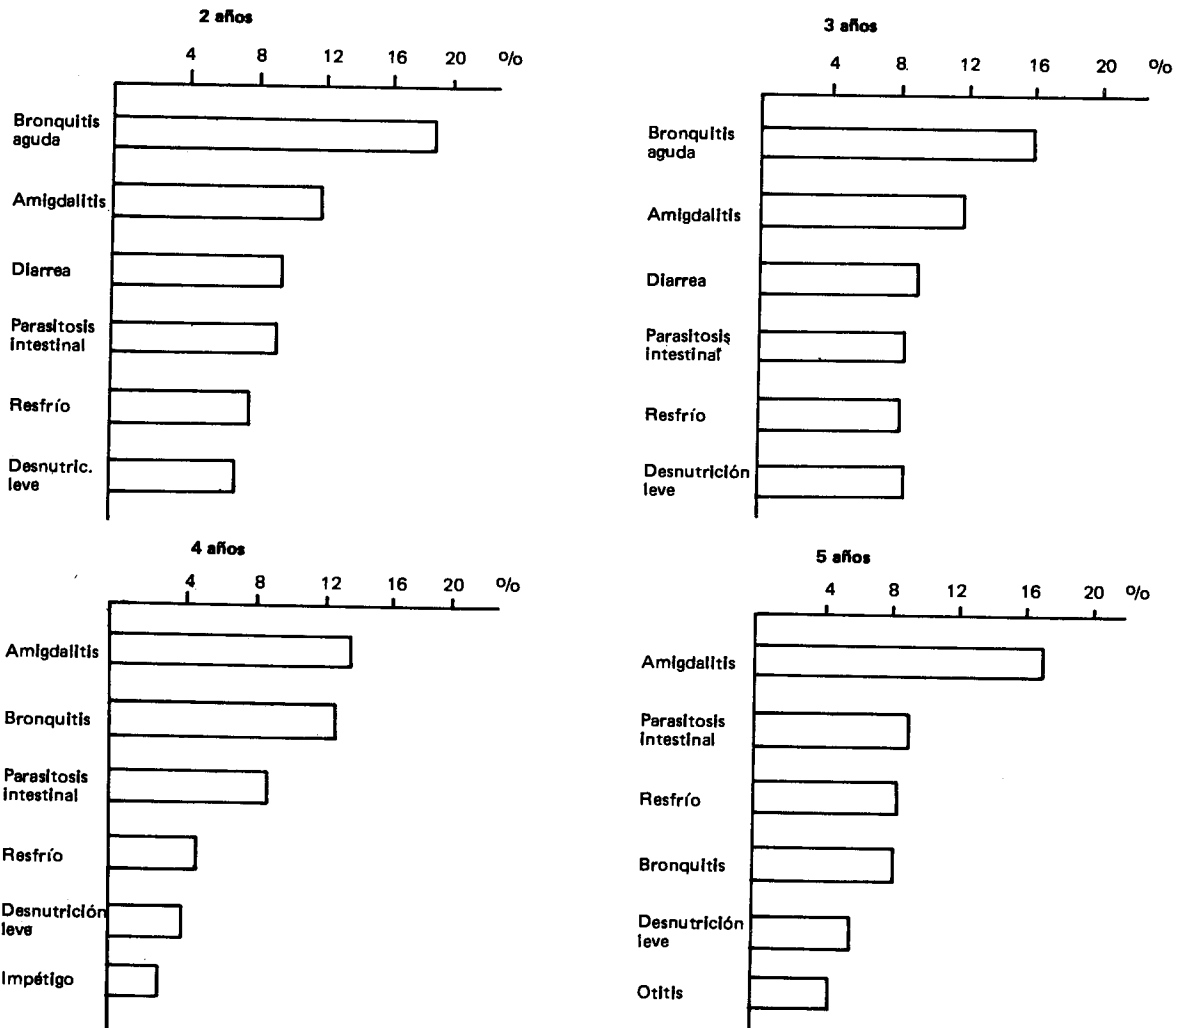 2 años
4 8 12 16 20 %
Bronquitis
aguda
Amigdalitis
Diarrea
Parasitosis
intestinal
Resfrío
Desnutric.
leve
3 años
4 8. 12 16 20 %
Bronquitis
aguda
Amigdalitis
Diarrea
Parasitosis
intestinal
Resfrío
Desnutrición
leve
4 años
4 8 12 16 20 %
Amigdalitis
Bronquitis
Parasitosis
intestinal
Resfrío
Desnutrición
leve
Impétigo
5 años
4 8 12 16 20 %
Amigdalitis
Parasitosis
intestinal
Resfrío
Bronquitis
Desnutrición
leve
Otitis